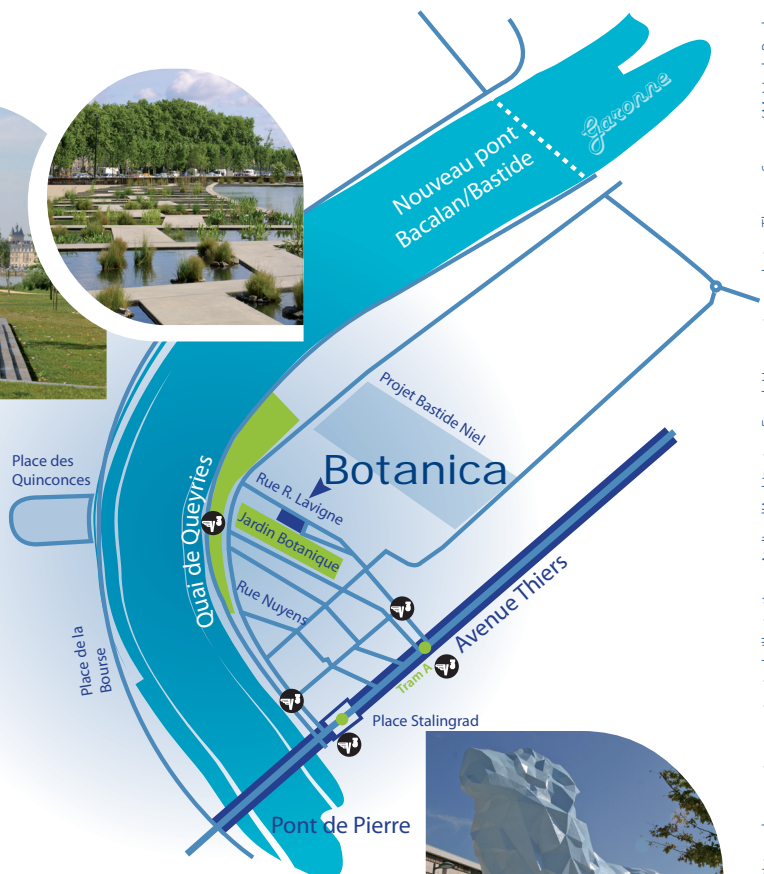 Garonne
Nouveau pont
Bacalan/Bastide
Projet Bastide Niel
Botanica
Place des
Quinconces
Rue R. Lavigne
Quai de Queyries
Jardin Botanique
Rue Nuyens
Avenue Thiers
Place de la
Bourse
Tram A
Place Stalingrad
Pont de Pierre